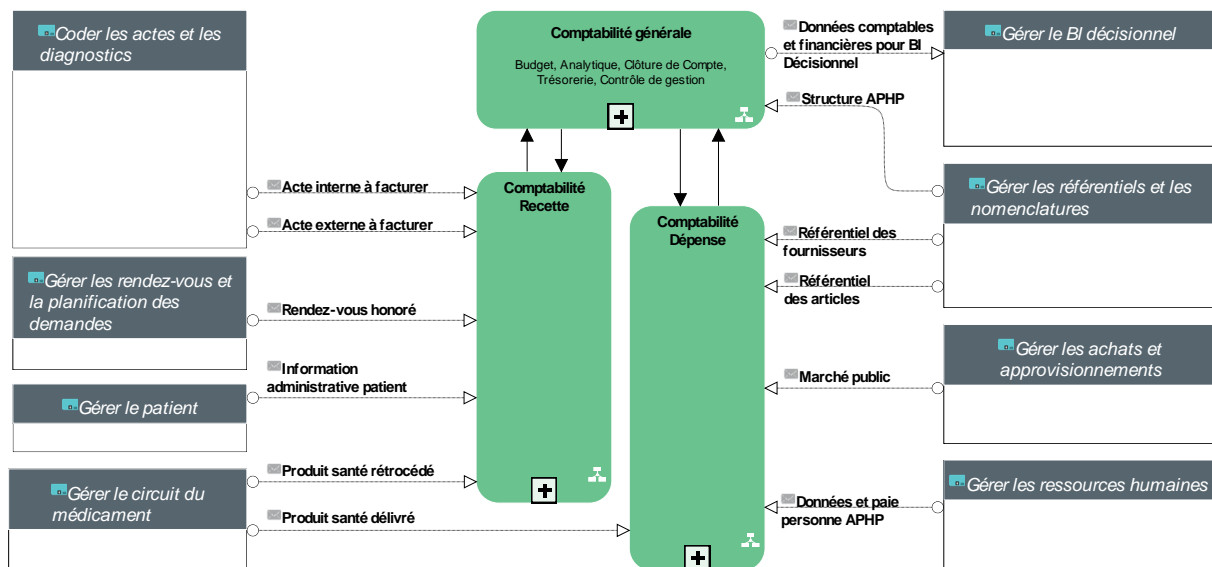 Coder les actes et les
diagnostics
Acte interne à facturer
Acte externe à facturer
Gérer les rendez-vous et
la planification des
demandes
Rendez-vous honoré
Information
administrative patient
Gérer le patient
Produit santé rétrocédé
Gérer le circuit du
médicament
Produit santé délivré
Comptabilité générale
Budget, Analytique, Clôture de Compte,
Trésorerie, Contrôle de gestion
Comptabilité
Recette
Comptabilité
Dépense
Données comptables
et financières pour BI
Décisionnel
Gérer le BI décisionnel
Structure APHP
Gérer les référentiels et les
nomenclatures
Référentiel des
fournisseurs
Référentiel
des articles
Gérer les achats et
approvisionnements
Marché public
Gérer les ressources humaines
Données et paie
personne APHP